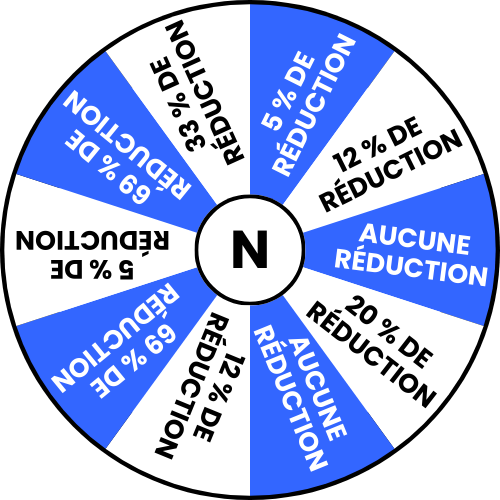 5 % DE
RÉDUCTION
12 % DE
RÉDUCTION
AUCUNE
RÉDUCTION
20 % DE
RÉDUCTION
AUCUNE
RÉDUCTION
12 % DE
RÉDUCTION
69 % DE
RÉDUCTION
5 % DE
RÉDUCTION
69 % DE
RÉDUCTION
33 % DE
RÉDUCTION
N